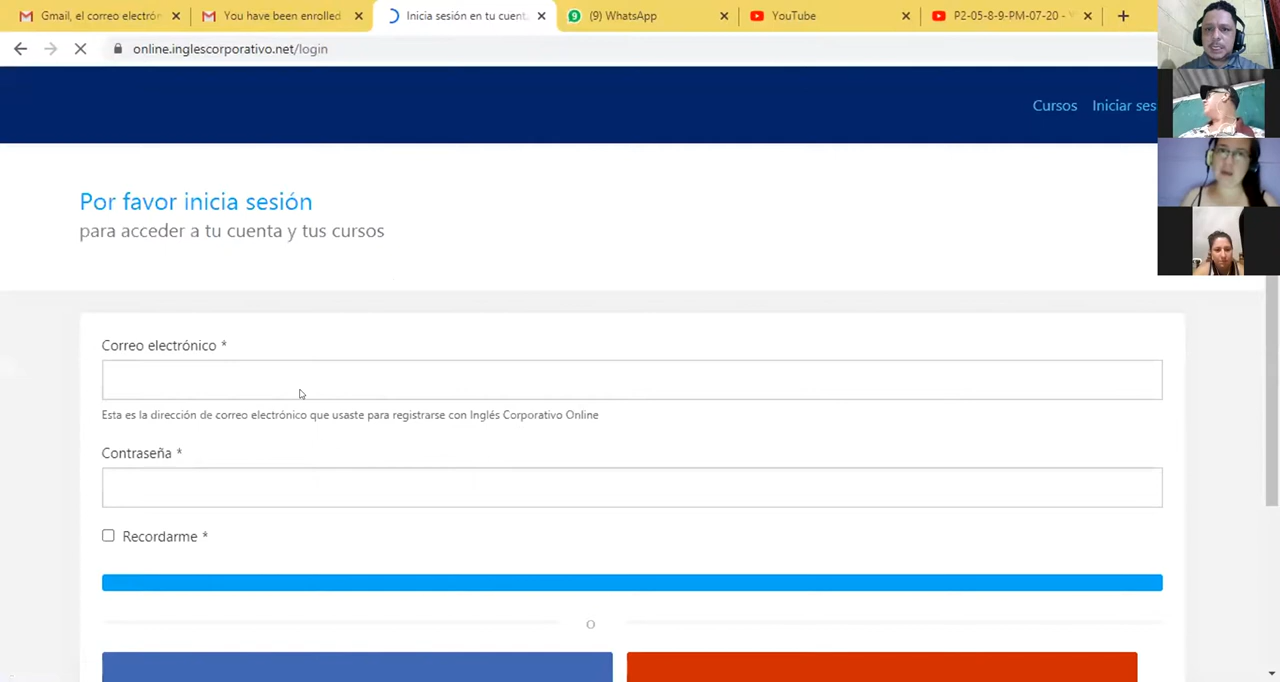 Gmail, el correo electrón
You have been enrolled
Inicia sesión en tu cuent
9
(9) WhatsApp
YouTube
P2-05-8-9-PM-07-20 -
online.inglescorporativo.net/login
Cursos
Iniciar ses
Por favor inicia sesión
para acceder a tu cuenta y tus cursos
Correo electrónico *
Esta es la dirección de correo electrónico que usaste para registrarse con Inglés Corporativo Online
Contraseña *
Recordarme *
O